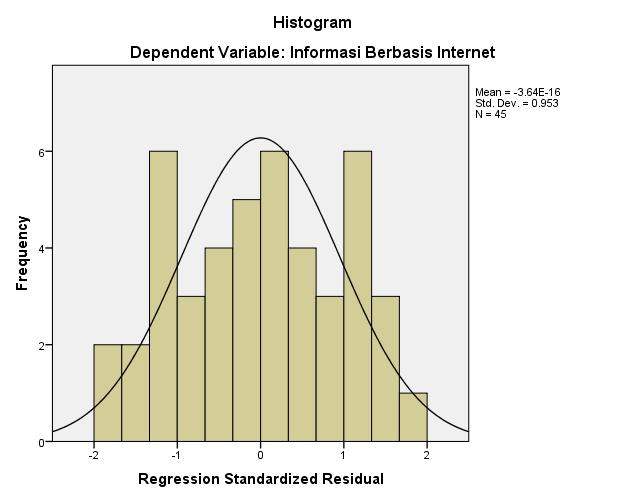 Histogram
Dependent Variable: Informasi Berbasis Internet
Mean = -3.64E-16
Std. Dev. = 0.953
N = 45
Frequency
6
4
2
0
-2 -1 0 1 2
Regression Standardized Residual